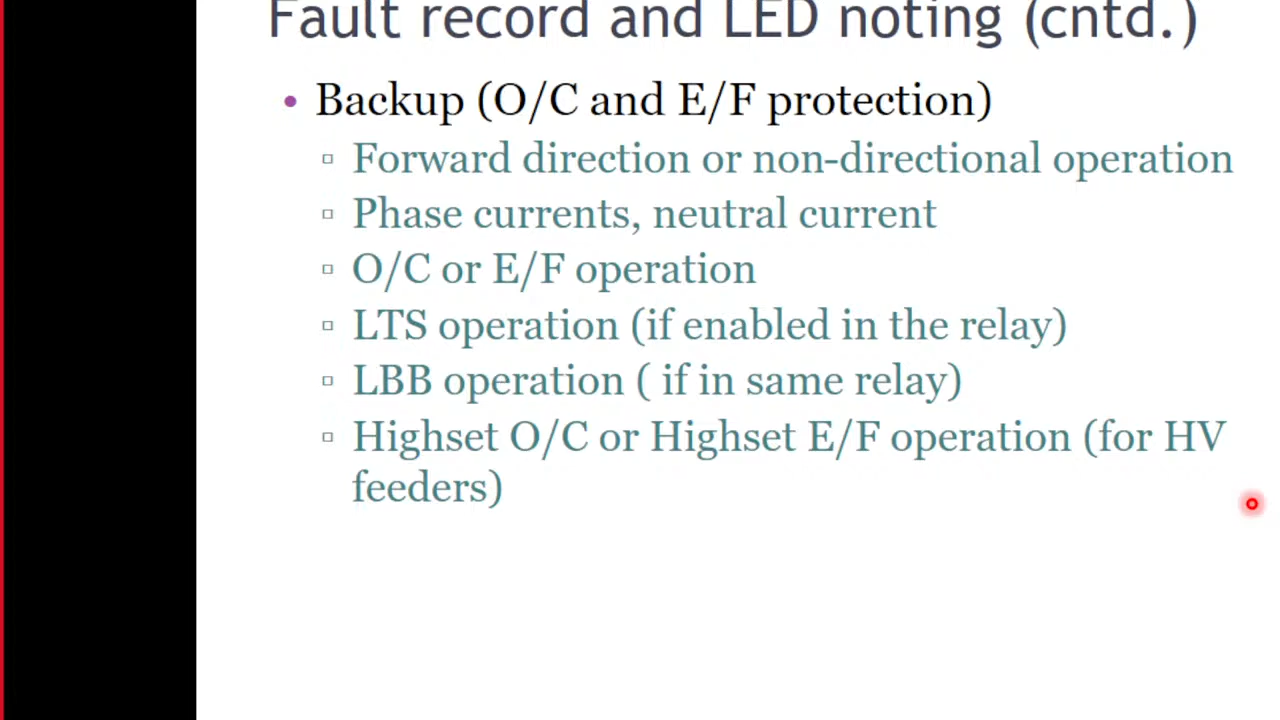 Fault record and LED noting (cntd.)
• Backup (O/C and E/F protection)
▫ Forward direction or non-directional operation
▫ Phase currents, neutral current
▫ O/C or E/F operation
▫ LTS operation (if enabled in the relay)
▫ LBB operation ( if in same relay)
▫ Highset O/C or Highset E/F operation (for HV
feeders)